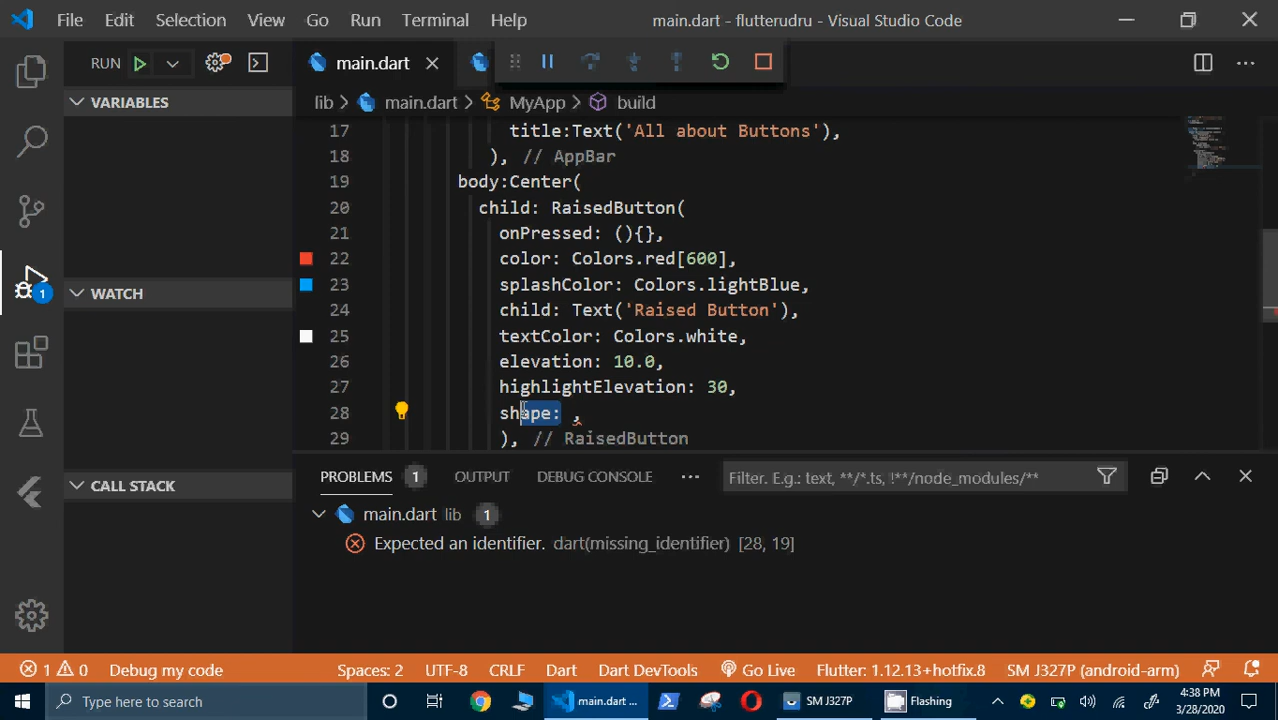 File Edit Selection View Go Run Terminal Help main.dart - flutterudru - Visual Studio Code
RUN main.dart
VARIABLES
lib > main.dart > MyApp > build
17 title:Text('All about Buttons'),
18 ), // AppBar
19 body:Center(
20 child: RaisedButton(
21 onPressed: (){},
22 color: Colors.red[600],
23 splashColor: Colors.lightBlue,
24 child: Text('Raised Button'),
25 textColor: Colors.white,
26 elevation: 10.0,
27 highlightElevation: 30,
28 shape: ,
29 ), // RaisedButton
1
WATCH
CALL STACK
PROBLEMS 1 OUTPUT DEBUG CONSOLE ... Filter. E.g.: text, **/*.ts, !**/node_modules/**
main.dart lib 1
Expected an identifier. dart(missing_identifier) [28, 19]
1 0 Debug my code Spaces: 2 UTF-8 CRLF Dart Dart DevTools Go Live Flutter: 1.12.13+hotfix.8 SM J327P (android-arm)
Type here to search main.dart ... SM J327P Flashing 4:38 PM
3/28/2020